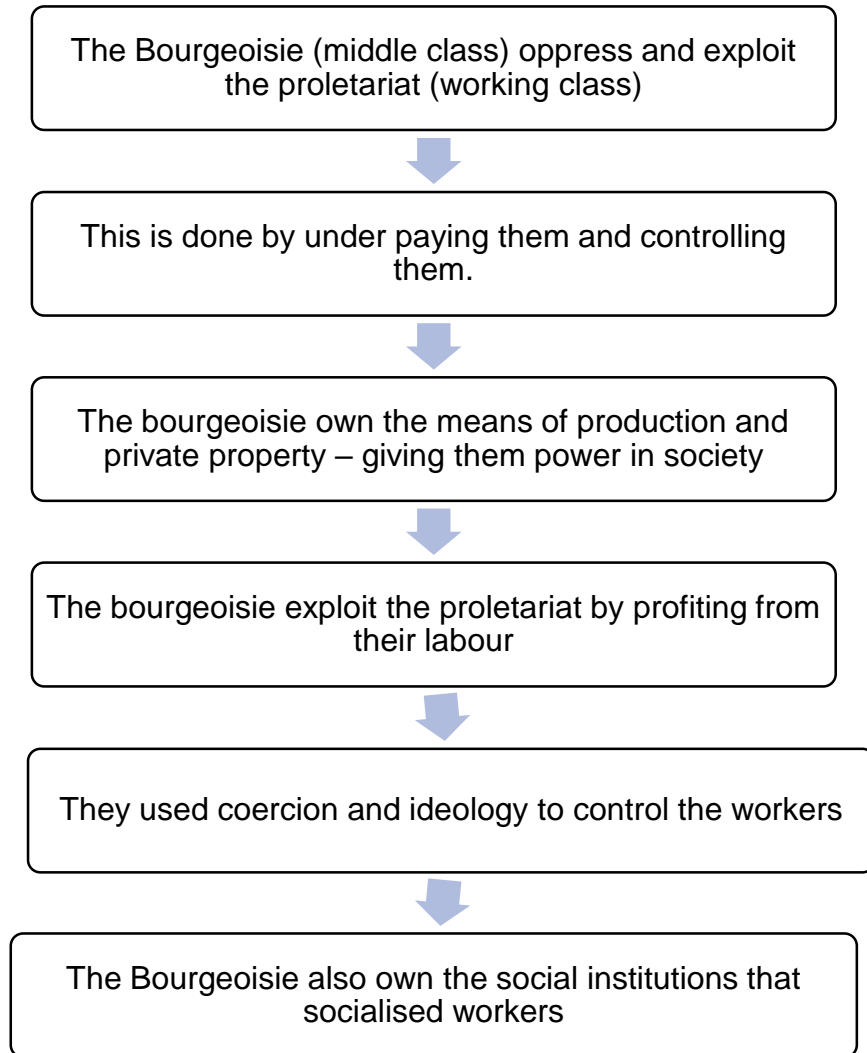 The Bourgeoisie (middle class) oppress and exploit
the proletariat (working class)
This is done by under paying them and controlling
them.
The bourgeoisie own the means of production and
private property – giving them power in society
The bourgeoisie exploit the proletariat by profiting from
their labour
They used coercion and ideology to control the workers
The Bourgeoisie also own the social institutions that
socialised workers